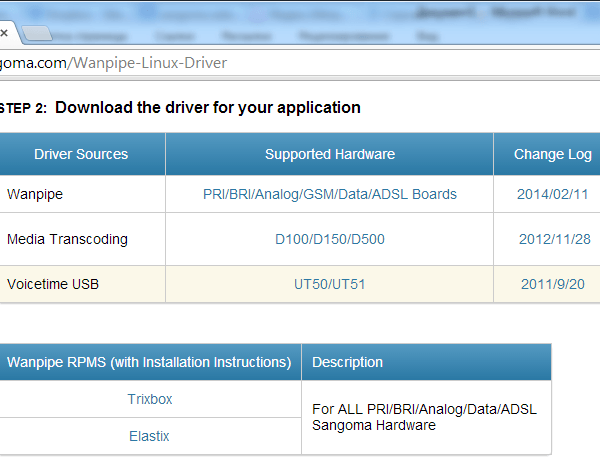 goma.com/Wanpipe-Linux-Driver
STEP 2: Download the driver for your application
Driver Sources Supported Hardware Change Log
Wanpipe PRI/BRI/Analog/GSM/Data/ADSL Boards 2014/02/11
Media Transcoding D100/D150/D500 2012/11/28
Voicetime USB UT50/UT51 2011/9/20
Wanpipe RPMS (with Installation Instructions) Description
Trixbox
For ALL PRI/BRI/Analog/Data/ADSL
Sangoma Hardware
Elastix